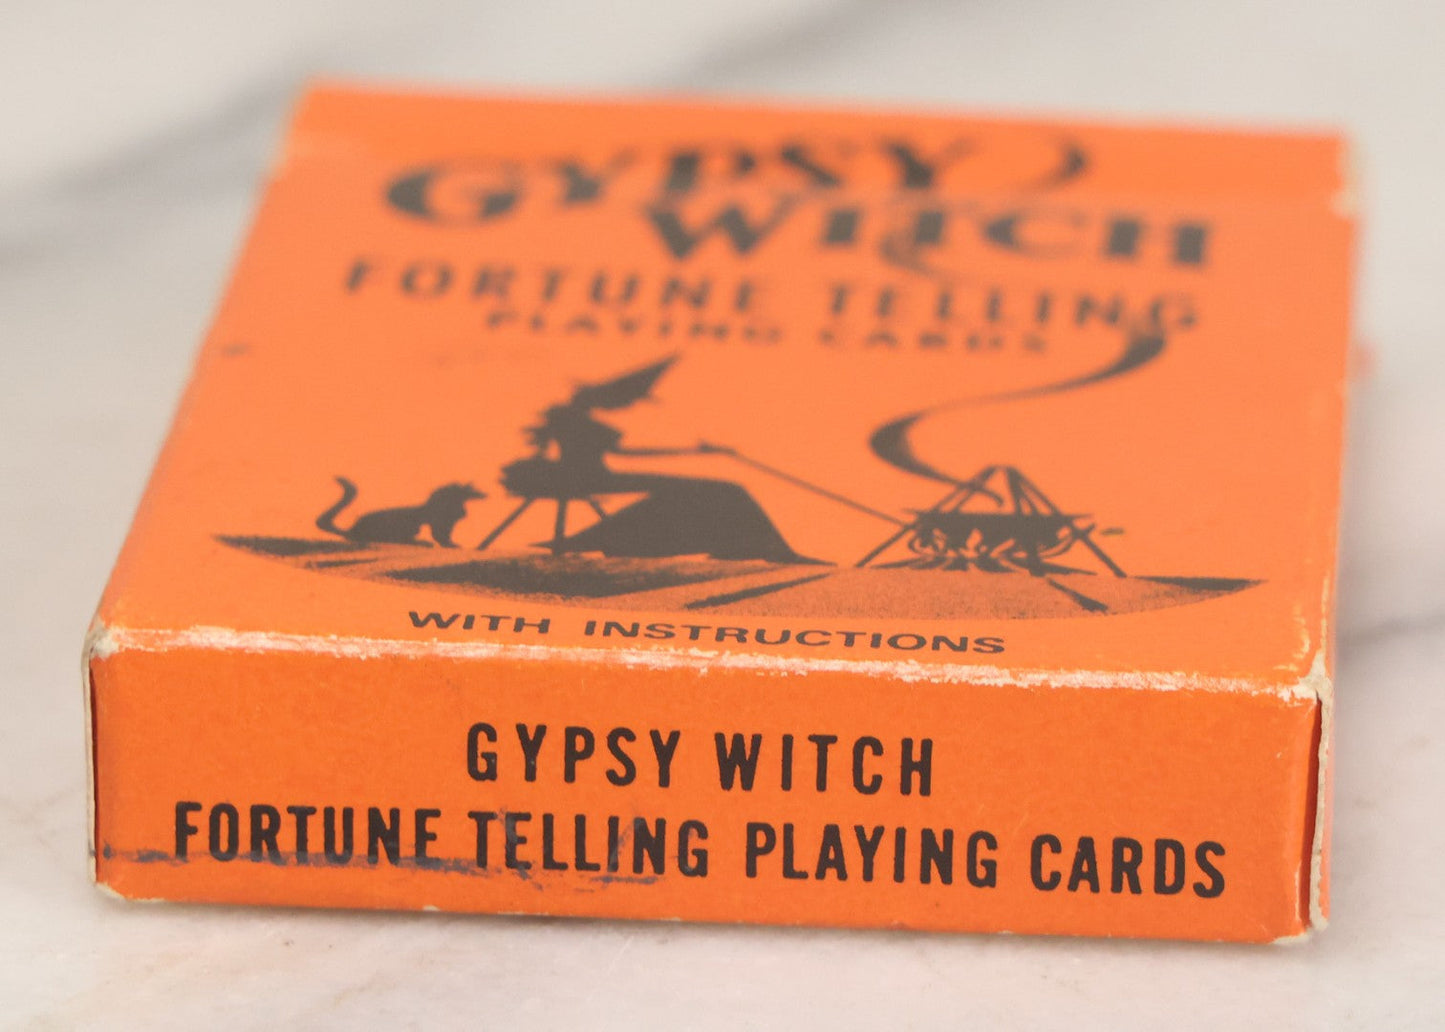 GYPSY
WITCH
FORTUNE TELLING
PLAYING CARDS
WITH INSTRUCTIONS
GYPSY WITCH
FORTUNE TELLING PLAYING CARDS